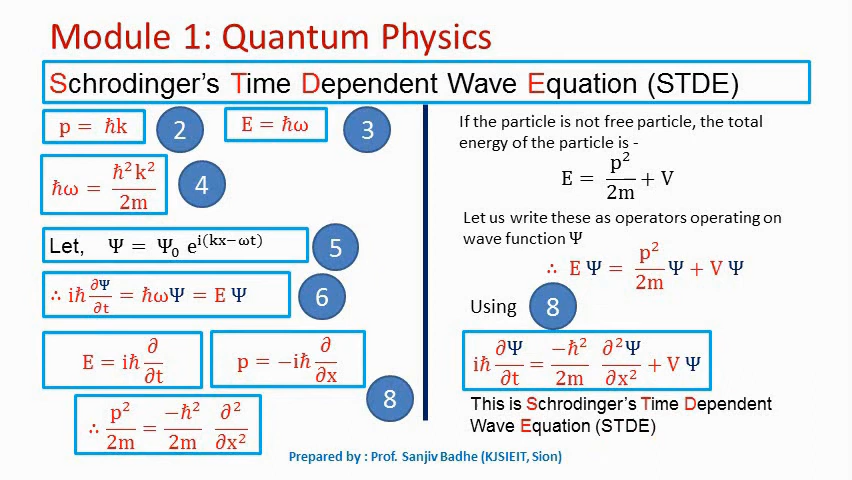 Module 1: Quantum Physics
Schrodinger's Time Dependent Wave Equation (STDE)
p = ħk
2
E = ħω
3
ħω = ħ²k²/2m
4
Let, Ψ = Ψ₀ e^i(kx−ωt)
5
∴ iħ ∂Ψ/∂t = ħωΨ = E Ψ
6
E = iħ ∂/∂t
p = −iħ ∂/∂x
8
∴ p²/2m = −ħ²/2m ∂²/∂x²
If the particle is not free particle, the total
energy of the particle is -
E = p²/2m + V
Let us write these as operators operating on
wave function Ψ
∴ E Ψ = p²/2m Ψ + V Ψ
Using 8
iħ ∂Ψ/∂t = −ħ²/2m ∂²Ψ/∂x² + V Ψ
This is Schrodinger's Time Dependent
Wave Equation (STDE)
Prepared by : Prof. Sanjiv Badhe (KJSIEIT, Sion)